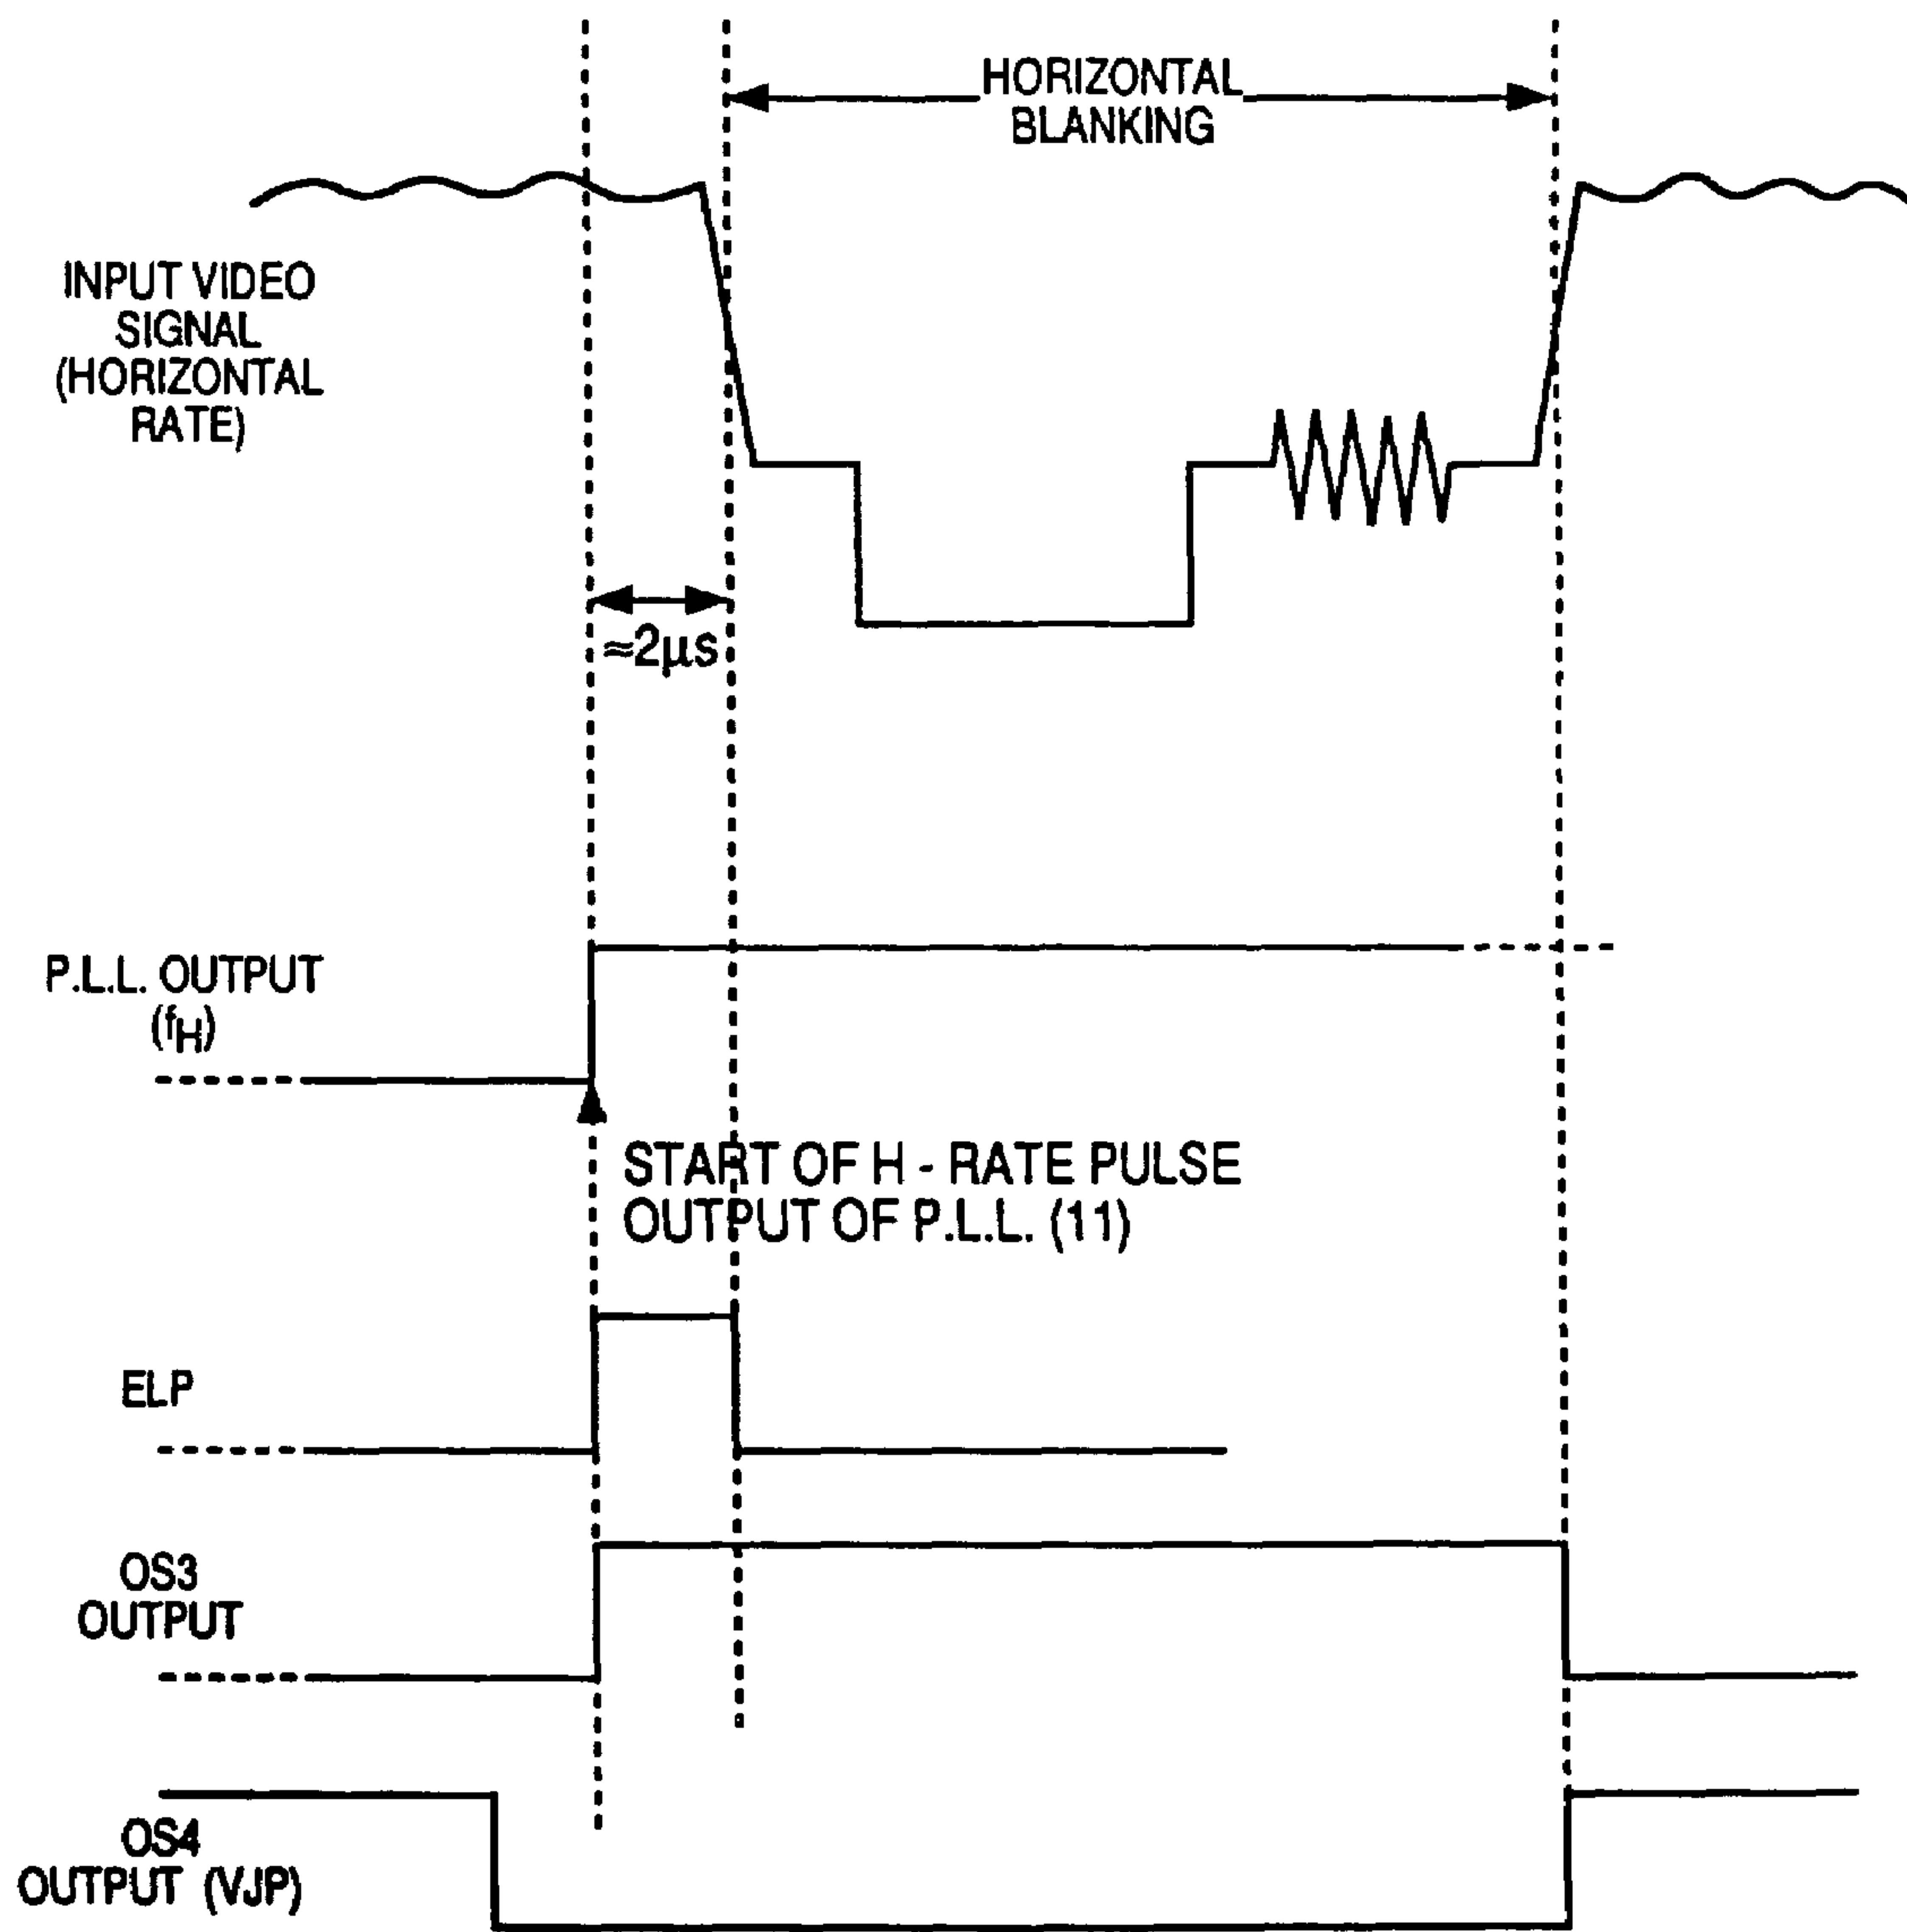 HORIZONTAL
BLANKING
INPUT VIDEO
SIGNAL
(HORIZONTAL
RATE)
≈2µs
P.L.L. OUTPUT
(fH)
START OF H - RATE PULSE
OUTPUT OF P.L.L. (11)
ELP
OS3
OUTPUT
OS4
OUTPUT (VJP)